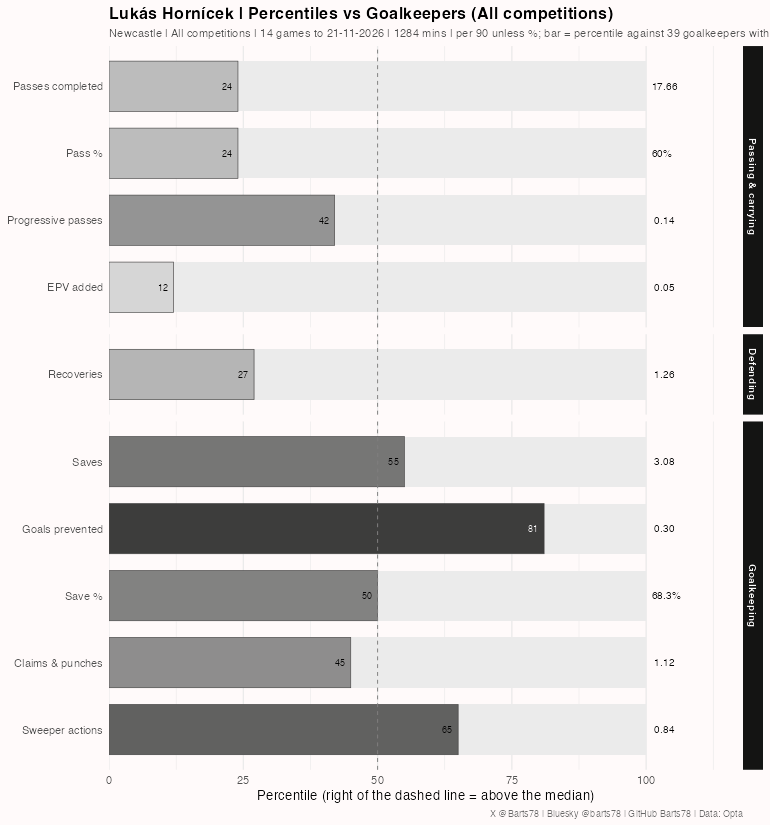 Lukás Hornícek | Percentiles vs Goalkeepers (All competitions)
Newcastle | All competitions | 14 games to 21-11-2026 | 1284 mins | per 90 unless %; bar = percentile against 39 goalkeepers with
Passes completed 24 17.66
Pass % 24 60%
Progressive passes 42 0.14
EPV added 12 0.05
Passing & carrying
Recoveries 27 1.26
Defending
Saves 55 3.08
Goals prevented 81 0.30
Save % 50 68.3%
Claims & punches 45 1.12
Sweeper actions 65 0.84
Goalkeeping
0 25 50 75 100
Percentile (right of the dashed line = above the median)
X @Barts78 | Bluesky @barts78 | GitHub Barts78 | Data: Opta